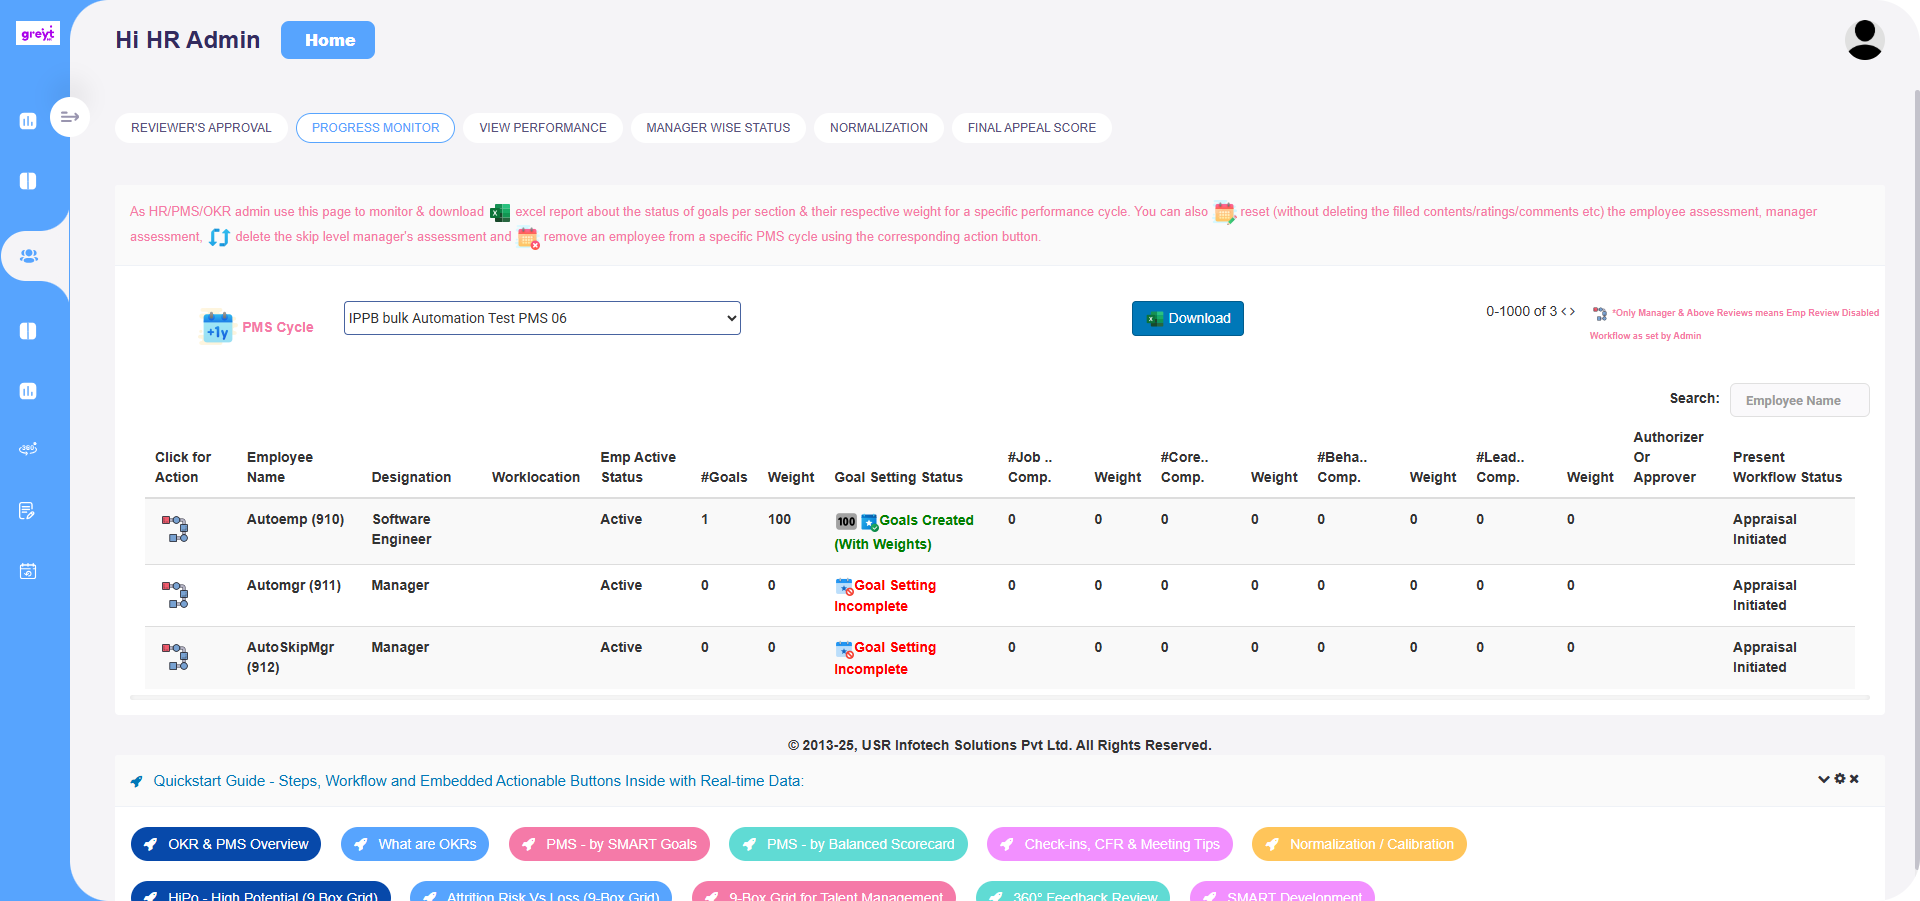 greyt
Hi HR Admin
Home
REVIEWER'S APPROVAL
PROGRESS MONITOR
VIEW PERFORMANCE
MANAGER WISE STATUS
NORMALIZATION
FINAL APPEAL SCORE
As HR/PMS/OKR admin use this page to monitor & download excel report about the status of goals per section & their respective weight for a specific performance cycle. You can also reset (without deleting the filled contents/ratings/comments etc) the employee assessment, manager
assessment, delete the skip level manager's assessment and remove an employee from a specific PMS cycle using the corresponding action button.
+1y PMS Cycle
IPPB bulk Automation Test PMS 06
Download
0-1000 of 3 < >
*Only Manager & Above Reviews means Emp Review Disabled
Workflow as set by Admin
Search:
Employee Name
Click for Action
Employee Name
Designation
Worklocation
Emp Active Status
#Goals
Weight
Goal Setting Status
#Job .. Comp.
Weight
#Core.. Comp.
Weight
#Beha.. Comp.
Weight
#Lead.. Comp.
Weight
Authorizer Or Approver
Present Workflow Status
Autoemp (910) Software Engineer Active 1 100 100 Goals Created (With Weights) 0 0 0 0 0 0 0 0 Appraisal Initiated
Automgr (911) Manager Active 0 0 Goal Setting Incomplete 0 0 0 0 0 0 0 0 Appraisal Initiated
AutoSkipMgr (912) Manager Active 0 0 Goal Setting Incomplete 0 0 0 0 0 0 0 0 Appraisal Initiated
© 2013-25, USR Infotech Solutions Pvt Ltd. All Rights Reserved.
Quickstart Guide - Steps, Workflow and Embedded Actionable Buttons Inside with Real-time Data:
OKR & PMS Overview
What are OKRs
PMS - by SMART Goals
PMS - by Balanced Scorecard
Check-ins, CFR & Meeting Tips
Normalization / Calibration
HiPo - High Potential (9 Box Grid)
Attrition Risk Vs Loss (9-Box Grid)
9-Box Grid for Talent Management
360° Feedback Review
SMART Development
360°